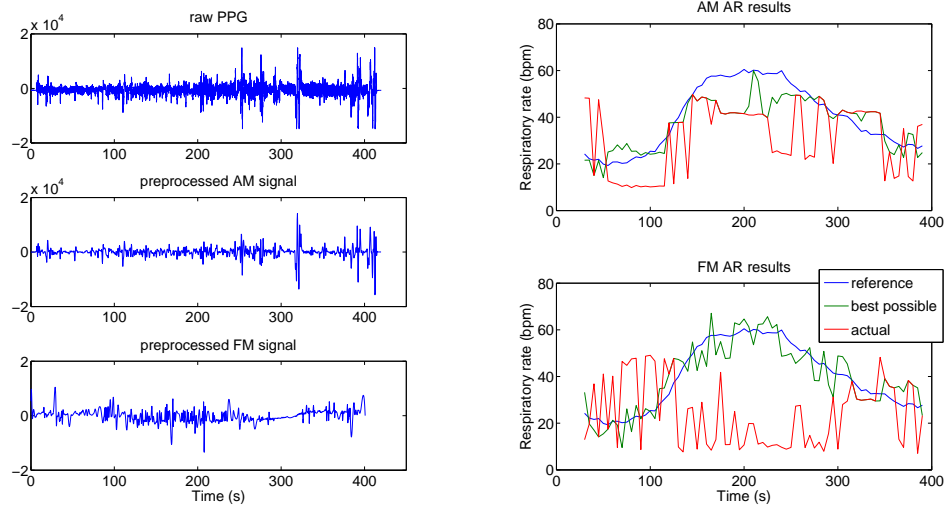 raw PPG
2 x 10^4
0
−2
0 100 200 300 400
preprocessed AM signal
2 x 10^4
0
−2
0 100 200 300 400
preprocessed FM signal
2
0
−2
0 100 200 300 400
Time (s)
AM AR results
Respiratory rate (bpm)
80
60
40
20
0
0 100 200 300 400
FM AR results
Respiratory rate (bpm)
80
60
40
20
0
0 100 200 300 400
Time (s)
reference
best possible
actual